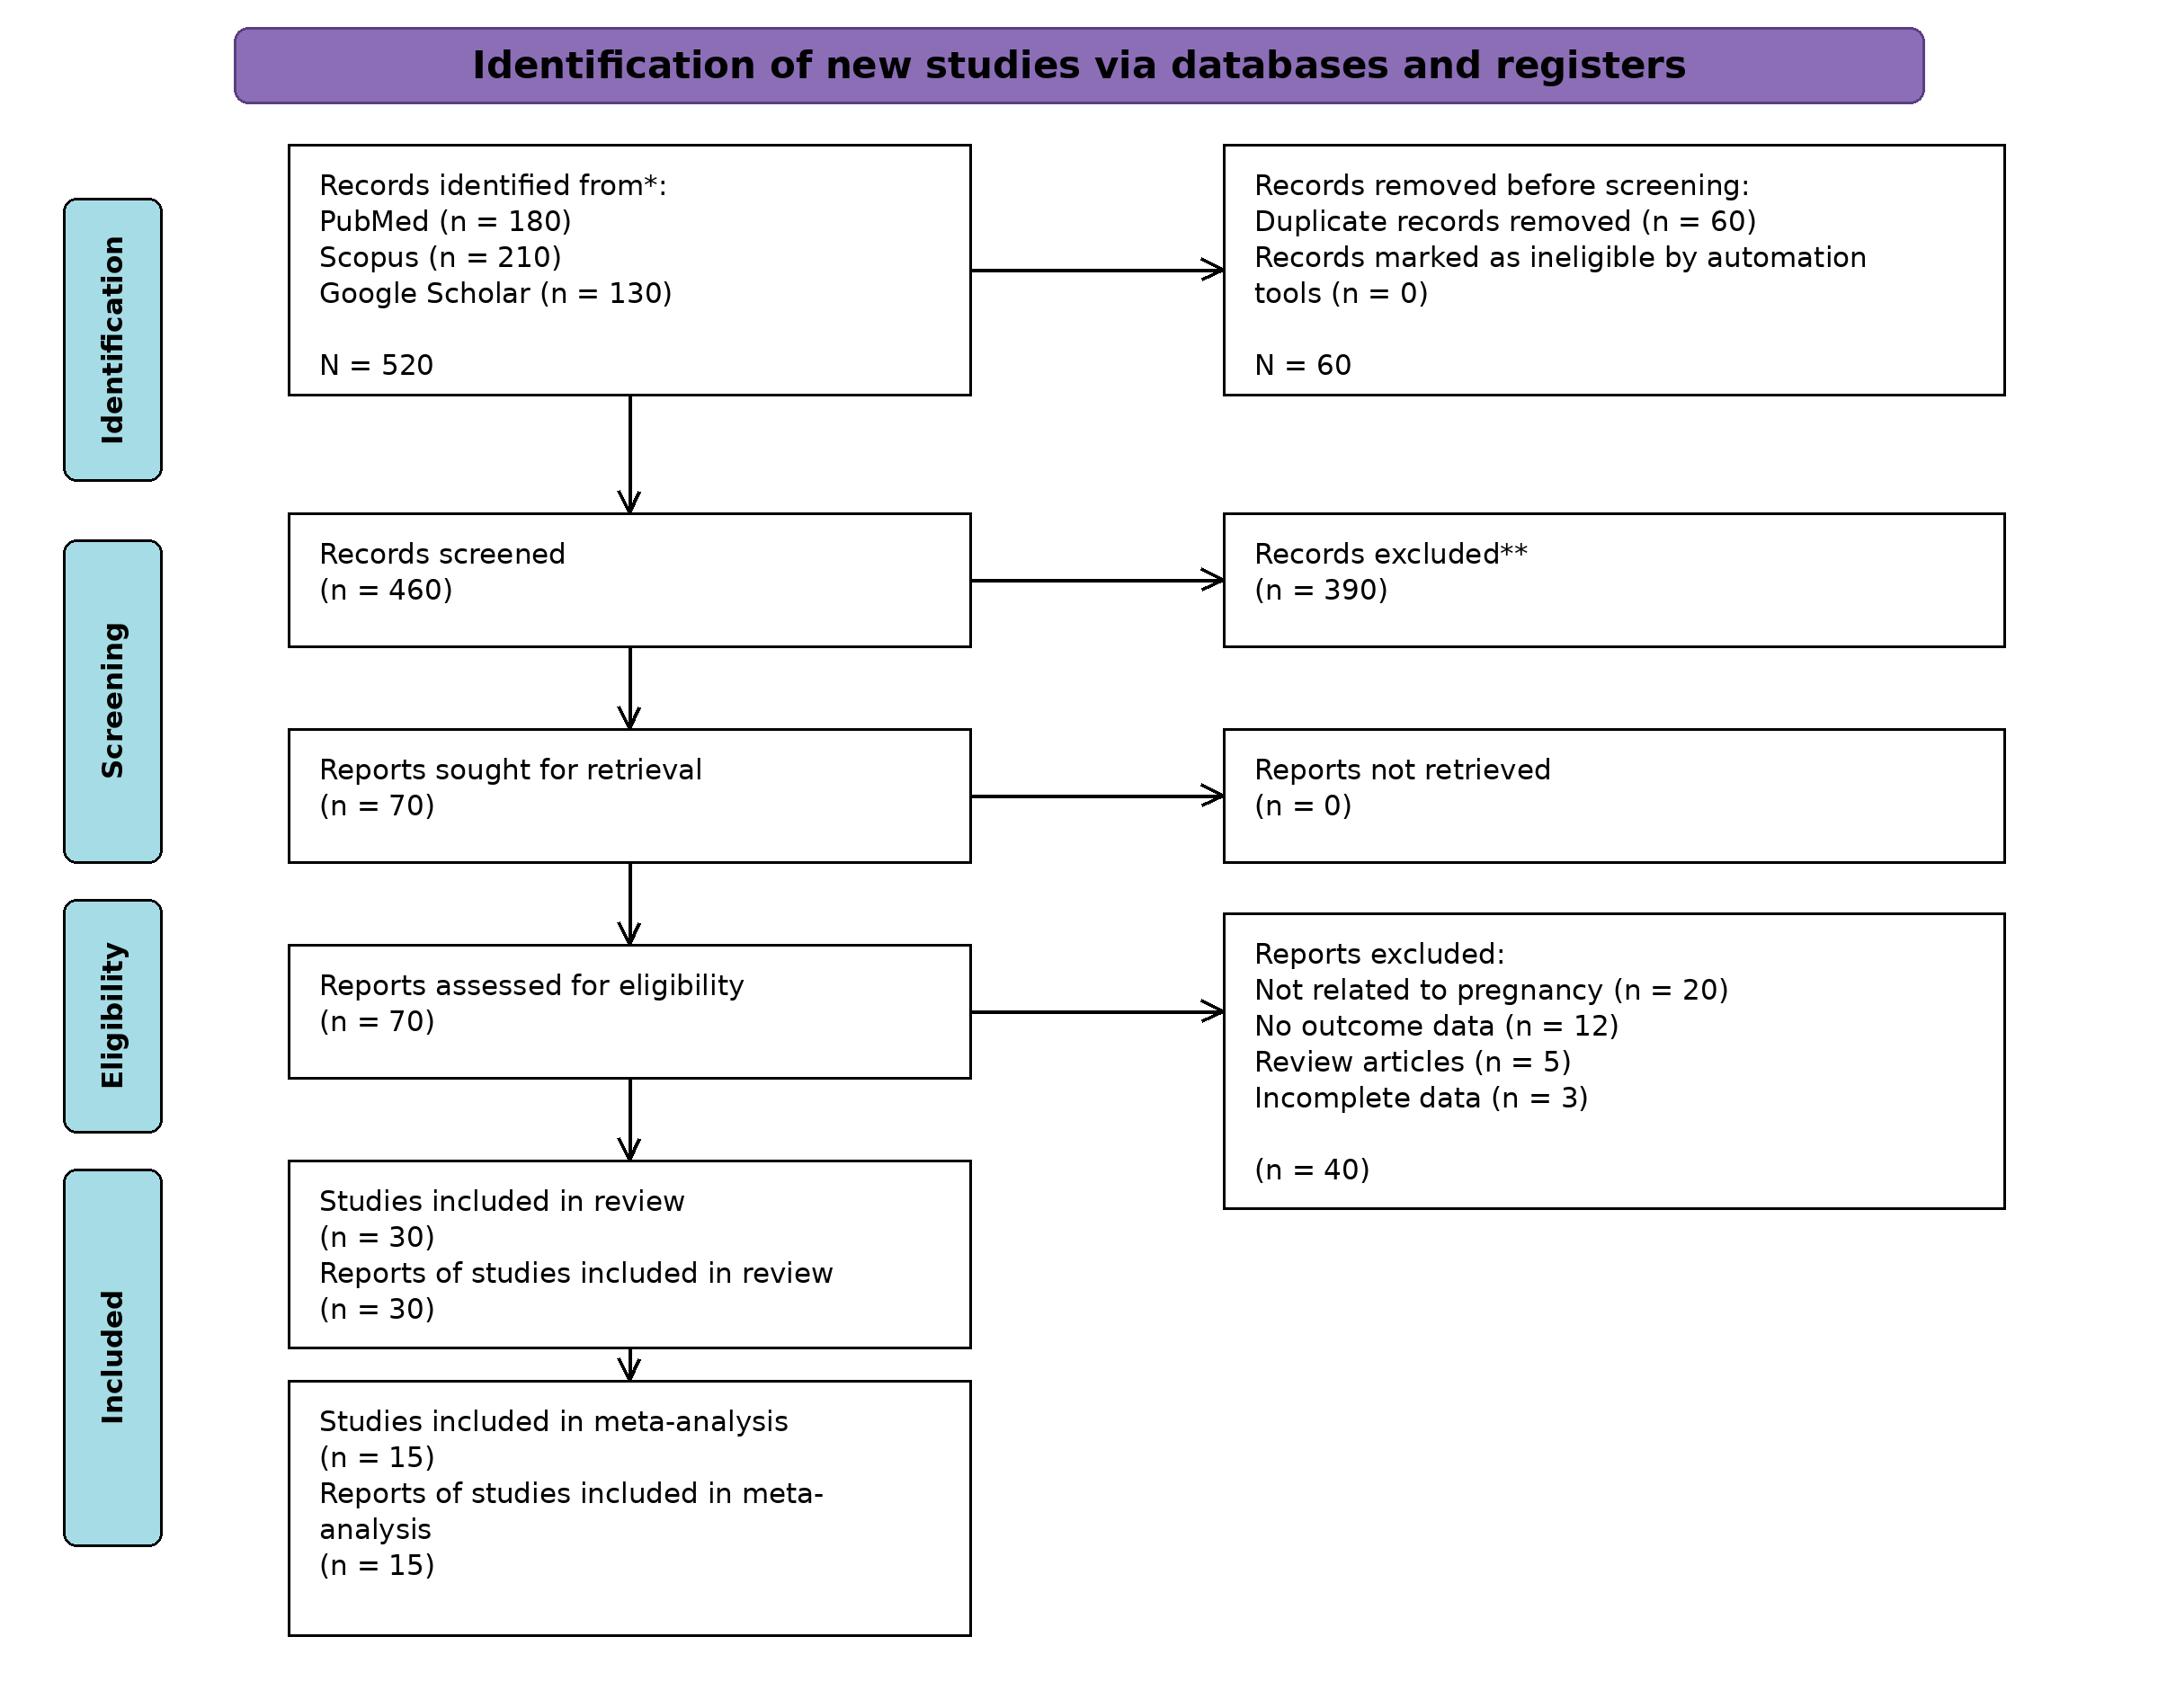 Identification of new studies via databases and registers
Identification
Records identified from*:
PubMed (n = 180)
Scopus (n = 210)
Google Scholar (n = 130)
N = 520
Records removed before screening:
Duplicate records removed (n = 60)
Records marked as ineligible by automation
tools (n = 0)
N = 60
Screening
Records screened
(n = 460)
Records excluded**
(n = 390)
Reports sought for retrieval
(n = 70)
Reports not retrieved
(n = 0)
Eligibility
Reports assessed for eligibility
(n = 70)
Reports excluded:
Not related to pregnancy (n = 20)
No outcome data (n = 12)
Review articles (n = 5)
Incomplete data (n = 3)
(n = 40)
Included
Studies included in review
(n = 30)
Reports of studies included in review
(n = 30)
Studies included in meta-analysis
(n = 15)
Reports of studies included in meta-
analysis
(n = 15)